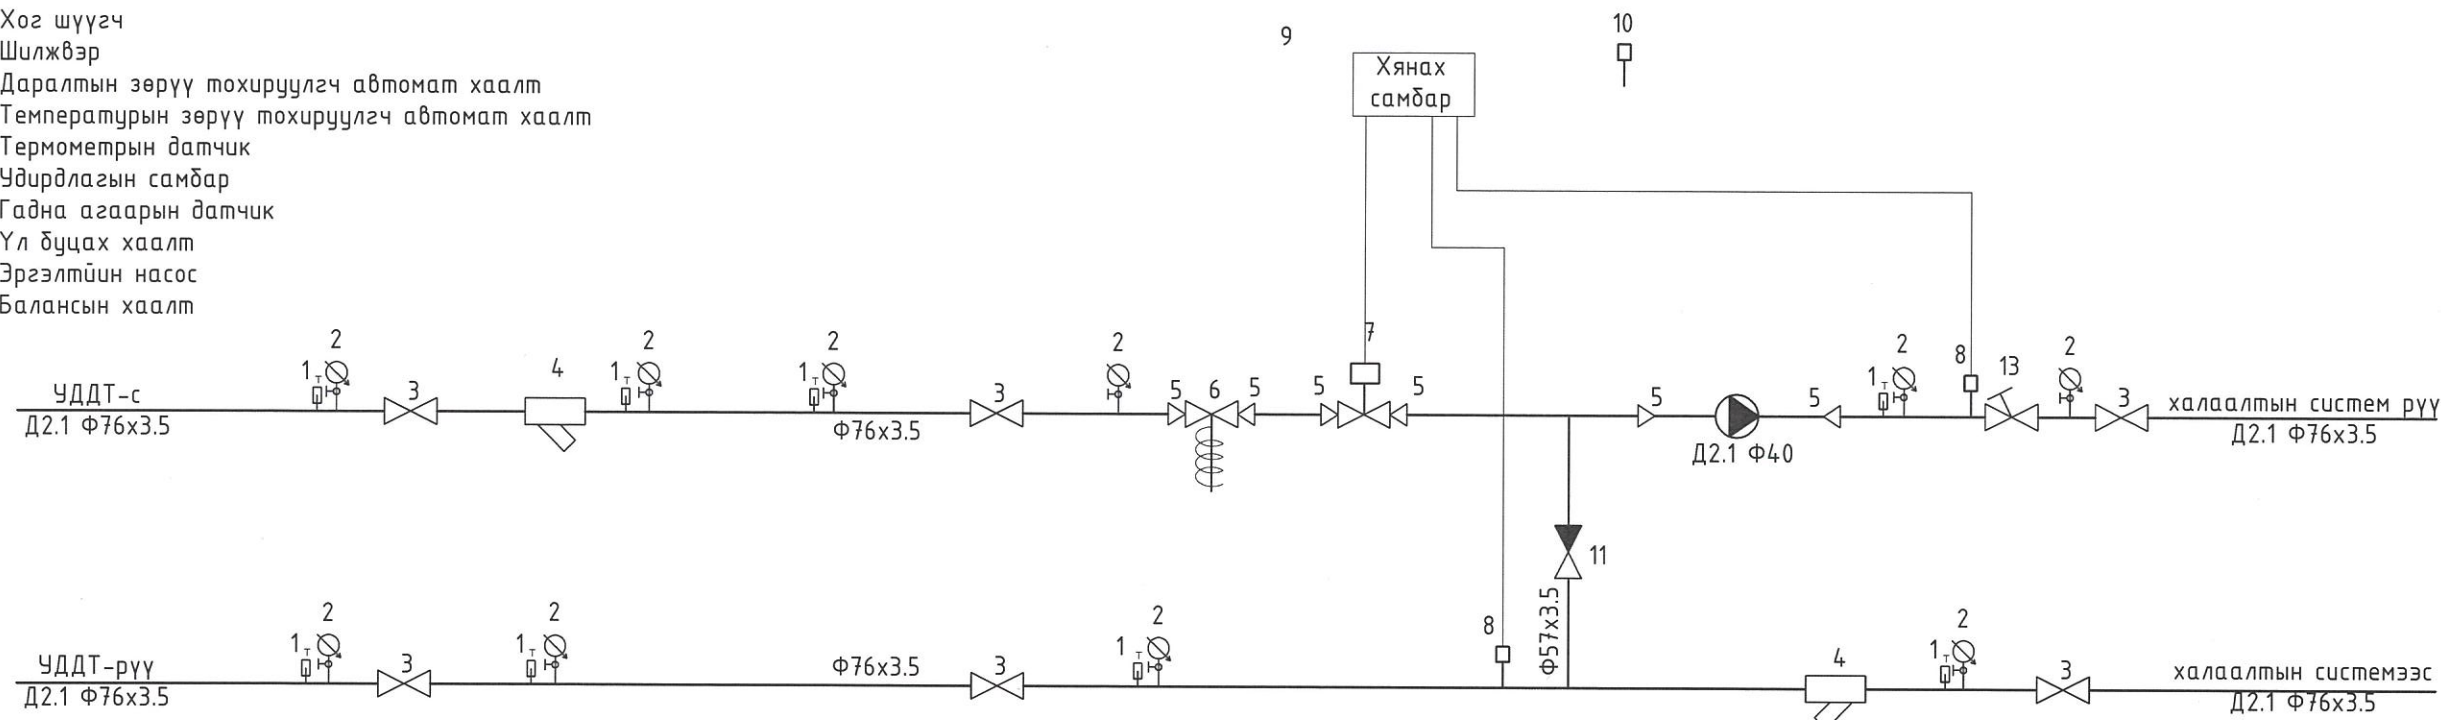 Хог шүүгч
Шилжвэр
Даралтын зөрүү тохируулгч автомат хаалт
Температурын зөрүү тохируулгч автомат хаалт
Термометрын датчик
Удирдлагын самбар
Гадна агаарын датчик
Үл буцах хаалт
Эргэлтийн насос
Балансын хаалт
9
10
Хянах
самбар
2 2 2 2 7 2 8 13 2
1 т 3 4 1 т 1 т 3 5 6 5 5 5 5 5 1 т 3
УДДТ-с
Д2.1 Ф76х3.5
Ф76х3.5
Д2.1 Ф40
халаалтын систем рүү
Д2.1 Ф76х3.5
11
Ф57х3.5
2 2 2 8 2
1 т 3 1 т 3 1 т 4 1 т 3
УДДТ-рүү
Д2.1 Ф76х3.5
Ф76х3.5
халаалтын системээс
Д2.1 Ф76х3.5